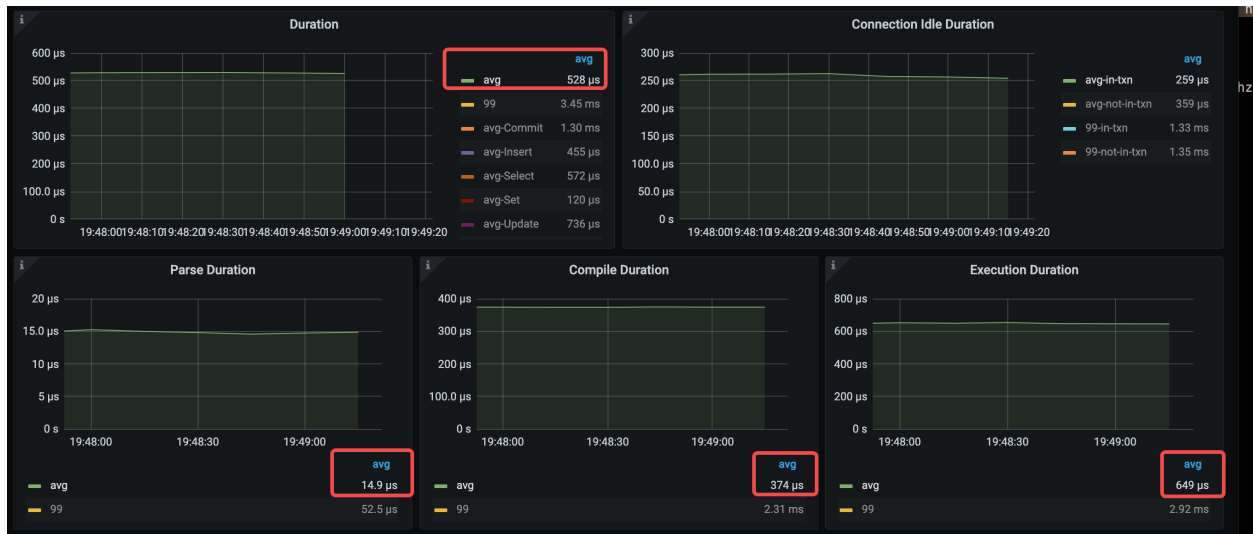 Duration
600 µs
500 µs
400 µs
300 µs
200 µs
100.0 µs
0 s
19:48:00 19:48:10 19:48:20 19:48:30 19:48:40 19:48:50 19:49:00 19:49:10 19:49:20
avg
avg 528 µs
99 3.45 ms
avg-Commit 1.30 ms
avg-Insert 455 µs
avg-Select 572 µs
avg-Set 120 µs
avg-Update 736 µs
Connection Idle Duration
300 µs
250 µs
200 µs
150 µs
100.0 µs
50.0 µs
0 s
19:48:00 19:48:10 19:48:20 19:48:30 19:48:40 19:48:50 19:49:00 19:49:10 19:49:20
avg
avg-in-txn 259 µs
avg-not-in-txn 359 µs
99-in-txn 1.33 ms
99-not-in-txn 1.35 ms
hz
Parse Duration
20 µs
15.0 µs
10 µs
5 µs
0 s
19:48:00 19:48:30 19:49:00
avg
avg 14.9 µs
99 52.5 µs
Compile Duration
400 µs
300 µs
200 µs
100.0 µs
0 s
19:48:00 19:48:30 19:49:00
avg
avg 374 µs
99 2.31 ms
Execution Duration
800 µs
600 µs
400 µs
200 µs
0 s
19:48:00 19:48:30 19:49:00
avg
avg 649 µs
99 2.92 ms